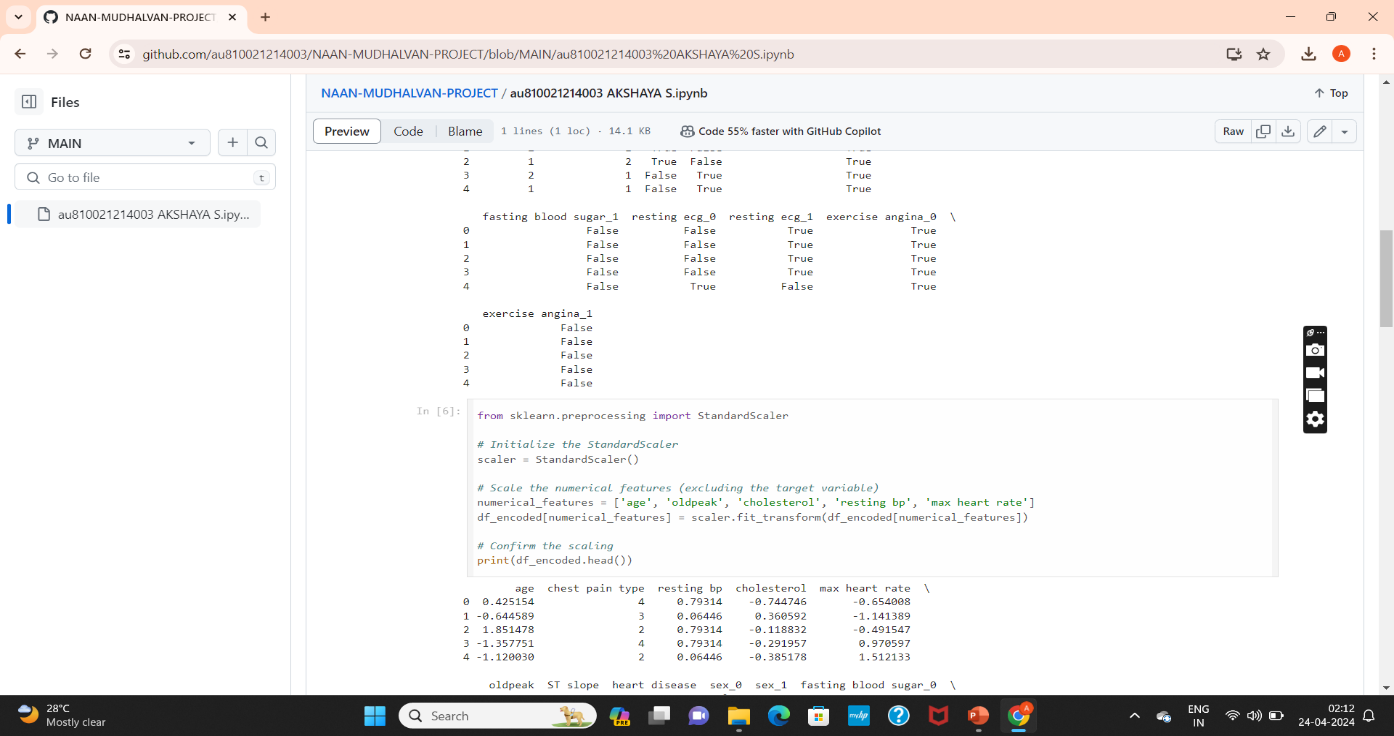 NAAN-MUDHALVAN-PROJECT
github.com/au810021214003/NAAN-MUDHALVAN-PROJECT/blob/MAIN/au810021214003%20AKSHAYA%20S.ipynb
A
Files
MAIN
Go to file
t
au810021214003 AKSHAYA S.ipy...
NAAN-MUDHALVAN-PROJECT / au810021214003 AKSHAYA S.ipynb
Top
Preview Code Blame 1 lines (1 loc) · 14.1 KB Code 55% faster with GitHub Copilot Raw
2 1 2 True False True
3 2 1 False True True
4 1 1 False True True
fasting blood sugar_1 resting ecg_0 resting ecg_1 exercise angina_0 \
0 False False True True
1 False False True True
2 False False True True
3 False False True True
4 False True False True
exercise angina_1
0 False
1 False
2 False
3 False
4 False
In [6]:
from sklearn.preprocessing import StandardScaler
# Initialize the StandardScaler
scaler = StandardScaler()
# Scale the numerical features (excluding the target variable)
numerical_features = ['age', 'oldpeak', 'cholesterol', 'resting bp', 'max heart rate']
df_encoded[numerical_features] = scaler.fit_transform(df_encoded[numerical_features])
# Confirm the scaling
print(df_encoded.head())
age chest pain type resting bp cholesterol max heart rate \
0 0.425154 4 0.79314 -0.744746 -0.654008
1 -0.644589 3 0.06446 0.360592 -1.141389
2 1.851478 2 0.79314 -0.118832 -0.491547
3 -1.357751 4 0.79314 -0.291957 0.970597
4 -1.120030 2 0.06446 -0.385178 1.512133
oldpeak ST slope heart disease sex_0 sex_1 fasting blood sugar_0 \
28°C
Mostly clear
Search
PRE
myhp
P
A
ENG
IN
02:12
24-04-2024